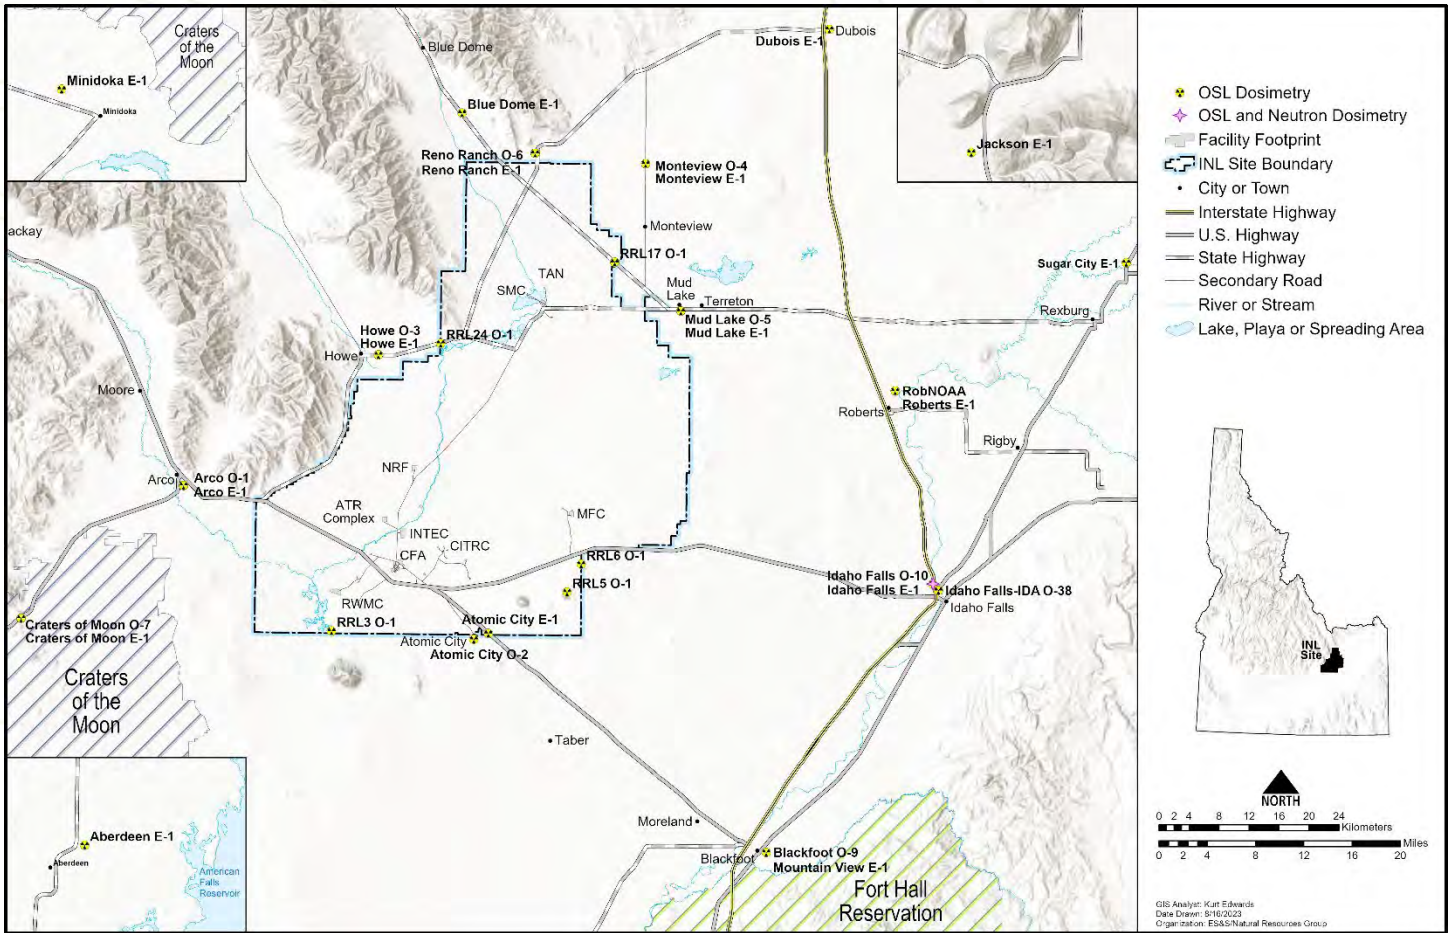 Craters
of the
Moon
Minidoka E-1
Minidoka
Blue Dome
Blue Dome E-1
Dubois E-1
Dubois
Jackson E-1
Reno Ranch O-6
Reno Ranch E-1
Monteview O-4
Monteview E-1
Monteview
ackay
RRL17 O-1
Sugar City E-1
TAN
SMC
Mud
Lake
Terreton
Mud Lake O-5
Mud Lake E-1
Rexburg
Howe O-3
Howe E-1
Howe
RRL24 O-1
Moore
RobNOAA
Roberts E-1
Roberts
Rigby
NRF
Arco
Arco O-1
Arco E-1
ATR
Complex
MFC
INTEC
CFA
CITRC
RRL6 O-1
RRL5 O-1
Idaho Falls O-10
Idaho Falls E-1
Idaho Falls-IDA O-38
Idaho Falls
RWMC
RRL3 O-1
Atomic City E-1
Atomic City
Atomic City O-2
Craters of Moon O-7
Craters of Moon E-1
Craters
of the
Moon
Taber
Moreland
Blackfoot
Blackfoot O-9
Mountain View E-1
Fort Hall
Reservation
Aberdeen E-1
Aberdeen
American
Falls
Reservoir
OSL Dosimetry
OSL and Neutron Dosimetry
Facility Footprint
INL Site Boundary
City or Town
Interstate Highway
U.S. Highway
State Highway
Secondary Road
River or Stream
Lake, Playa or Spreading Area
INL
Site
NORTH
0 2 4 8 12 16 20 24
Kilometers
Miles
0 2 4 8 12 16 20
GIS Analyst: Kurt Edwards
Date Drawn: 8/16/2023
Organization: ES&S/Natural Resources Group